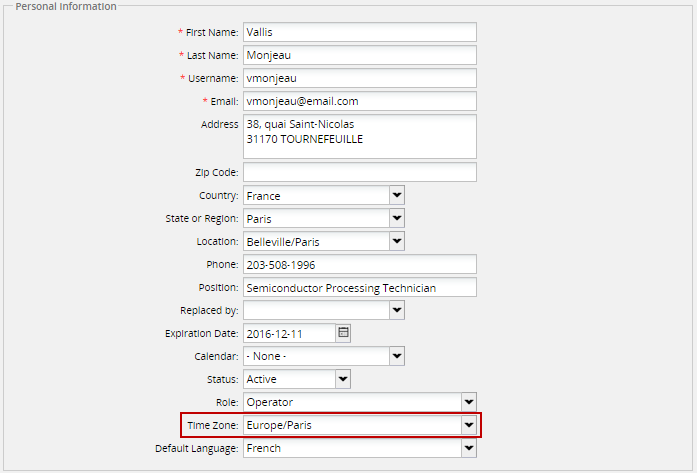 Personal Information
* First Name: Vallis
* Last Name: Monjeau
* Username: vmonjeau
* Email: vmonjeau@email.com
Address 38, quai Saint-Nicolas
31170 TOURNEFEUILLE
Zip Code:
Country: France
State or Region: Paris
Location: Belleville/Paris
Phone: 203-508-1996
Position: Semiconductor Processing Technician
Replaced by:
Expiration Date: 2016-12-11
Calendar: - None -
Status: Active
Role: Operator
Time Zone: Europe/Paris
Default Language: French